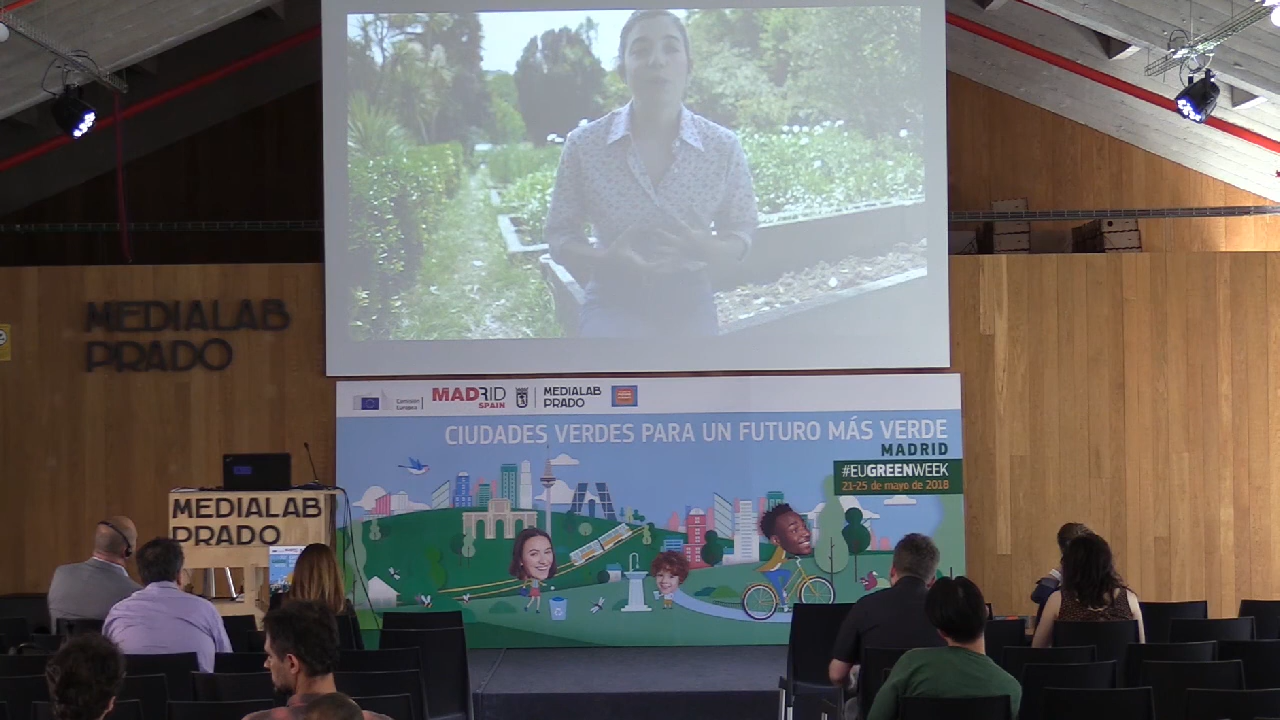 MEDIALAB
PRADO
Comisión
Europea
MADRID
SPAIN
MEDIALAB
PRADO
CIUDADES VERDES PARA UN FUTURO MÁS VERDE
MADRID
#EUGREENWEEK
21-25 de mayo de 2018
MEDIALAB
PRADO